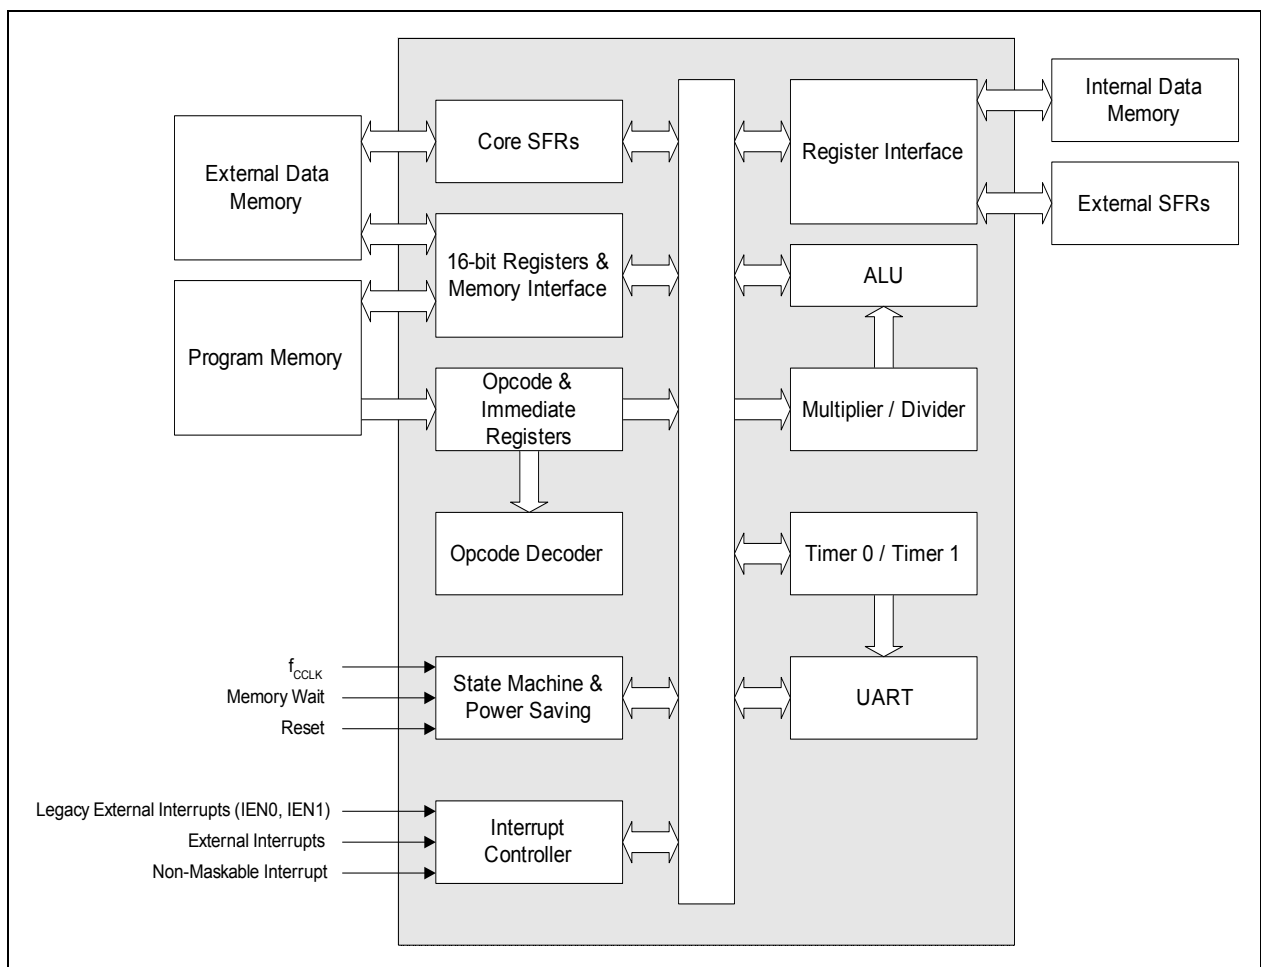 External Data
Memory
Program Memory
Core SFRs
16-bit Registers &
Memory Interface
Opcode &
Immediate
Registers
Opcode Decoder
State Machine &
Power Saving
Interrupt
Controller
fCCLK
Memory Wait
Reset
Legacy External Interrupts (IEN0, IEN1)
External Interrupts
Non-Maskable Interrupt
Register Interface
ALU
Multiplier / Divider
Timer 0 / Timer 1
UART
Internal Data
Memory
External SFRs